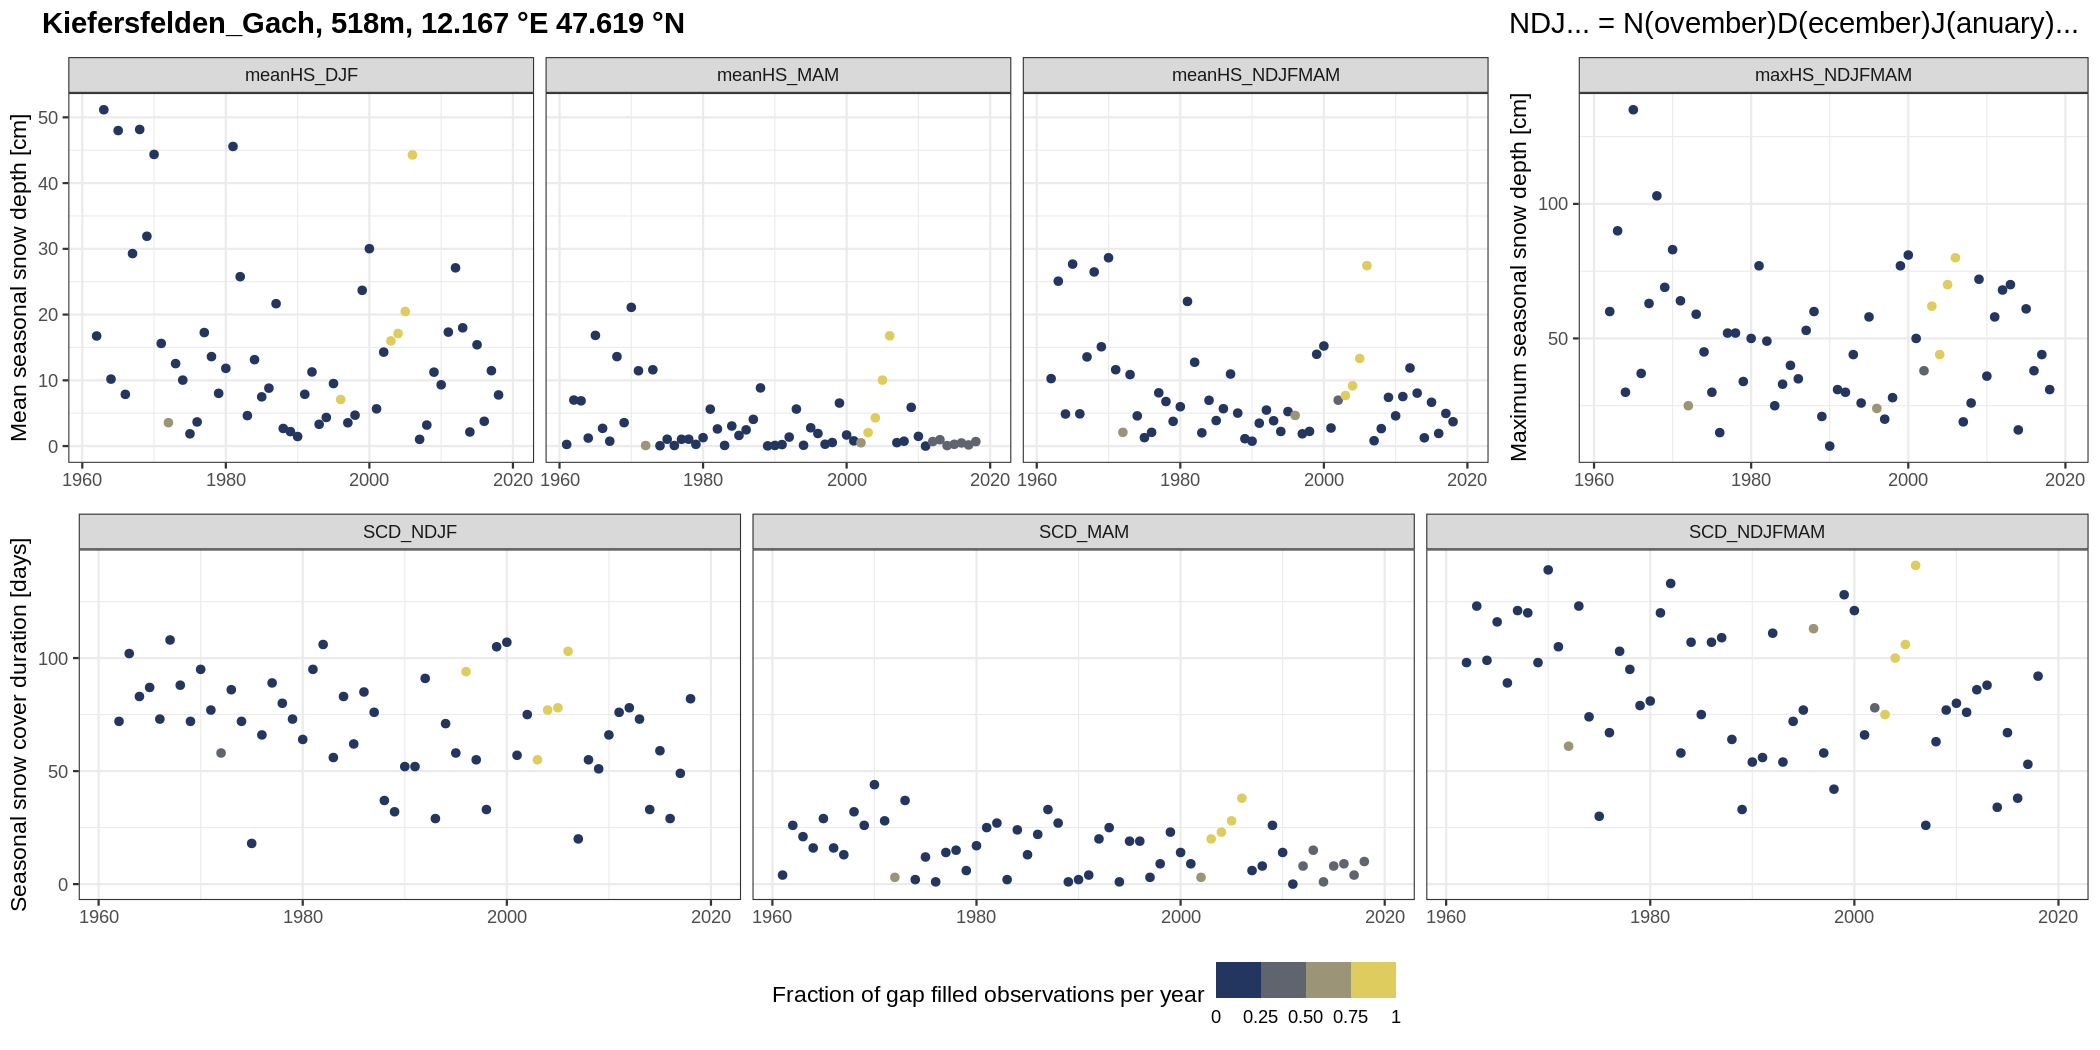 Kiefersfelden_Gach, 518m, 12.167 °E 47.619 °N
NDJ... = N(ovember)D(ecember)J(anuary)...
meanHS_DJF
meanHS_MAM
meanHS_NDJFMAM
maxHS_NDJFMAM
Mean seasonal snow depth [cm]
50
40
30
20
10
0
Maximum seasonal snow depth [cm]
100
50
1960 1980 2000 2020
1960 1980 2000 2020
1960 1980 2000 2020
1960 1980 2000 2020
SCD_NDJF
SCD_MAM
SCD_NDJFMAM
Seasonal snow cover duration [days]
100
50
0
1960 1980 2000 2020
1960 1980 2000 2020
1960 1980 2000 2020
Fraction of gap filled observations per year
0 0.25 0.50 0.75 1